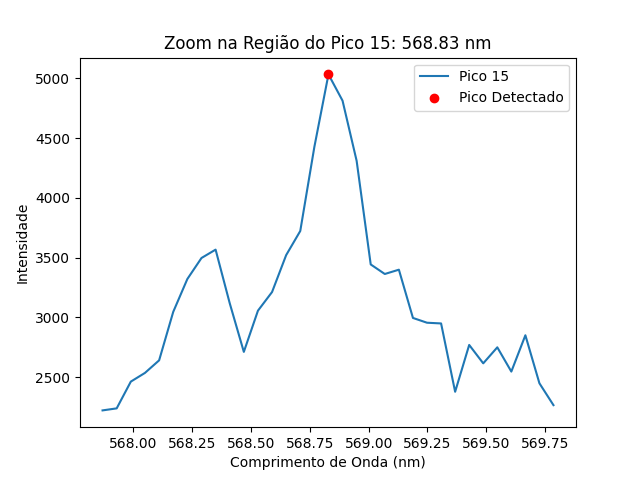 Zoom na Região do Pico 15: 568.83 nm
Pico 15
Pico Detectado
Intensidade
5000
4500
4000
3500
3000
2500
568.00 568.25 568.50 568.75 569.00 569.25 569.50 569.75
Comprimento de Onda (nm)